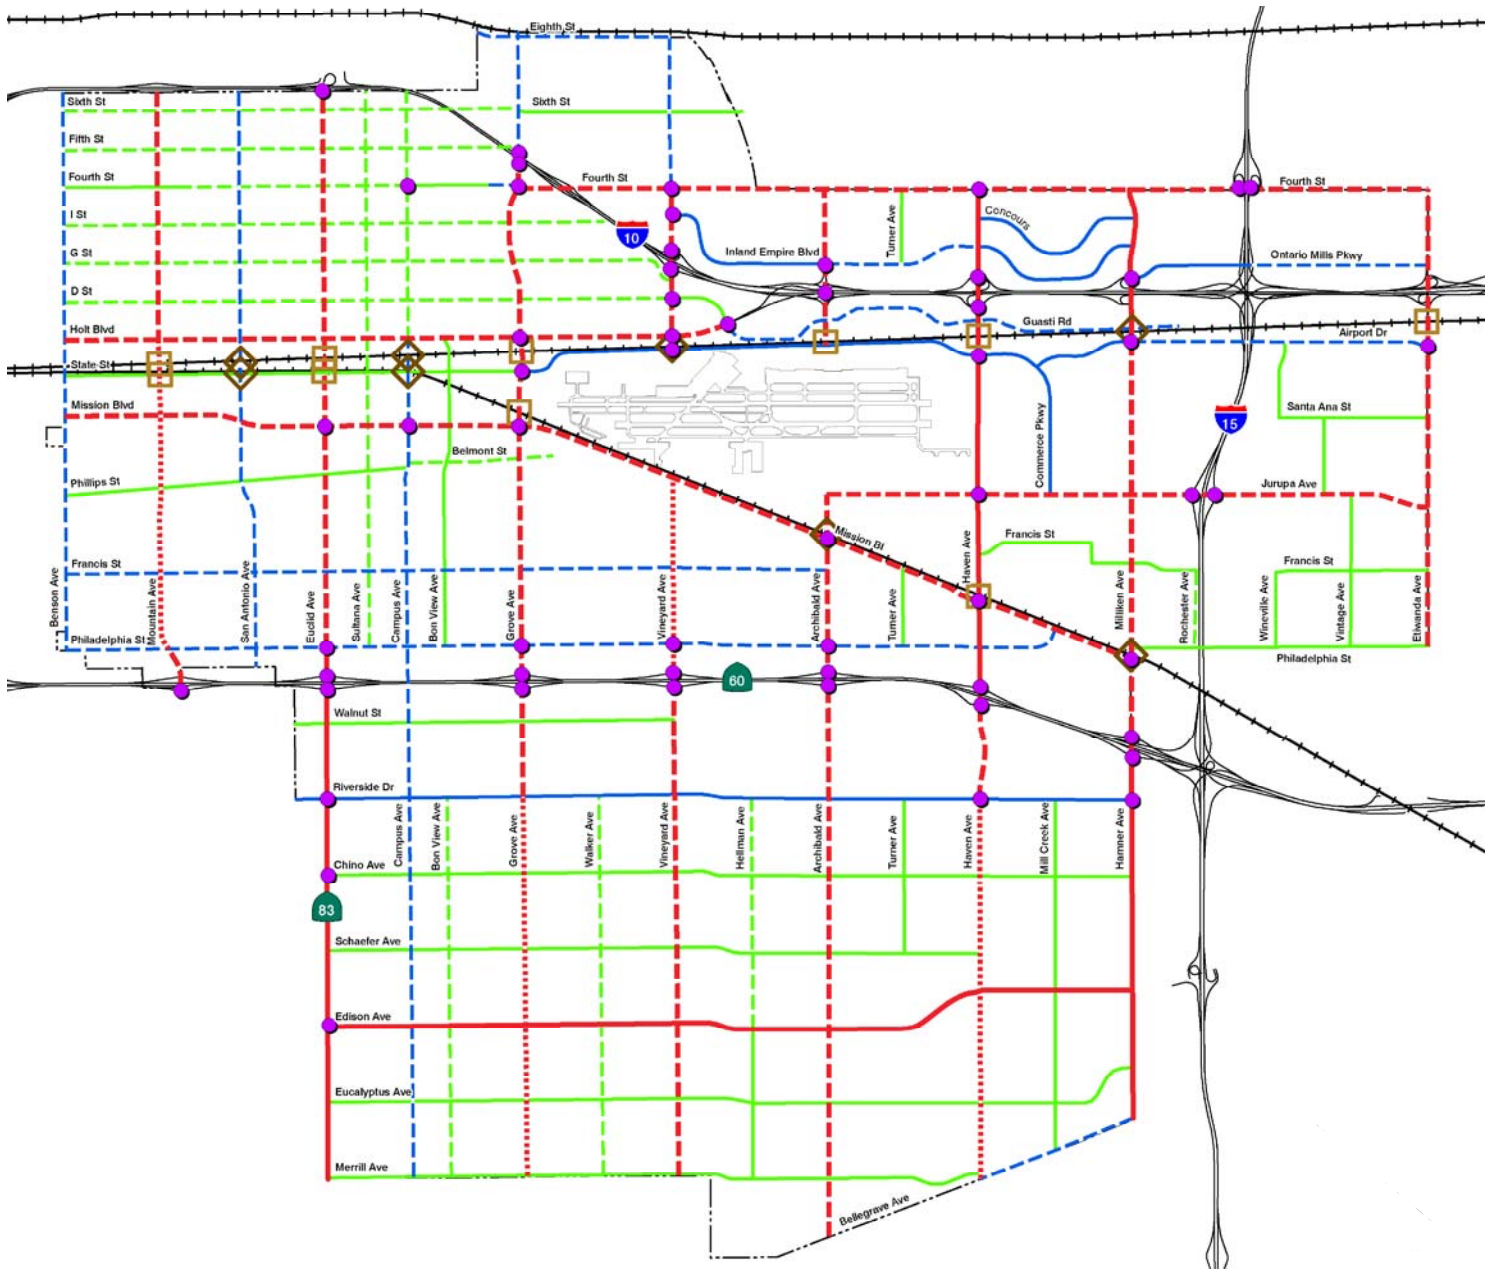 Eighth St
Sixth St
Sixth St
Fifth St
Fourth St
Fourth St
Fourth St
I St
Concours
Turner Ave
10
G St
Inland Empire Blvd
Ontario Mills Pkwy
D St
Guasti Rd
Holt Blvd
Airport Dr
State St
Mission Blvd
Santa Ana St
15
Commerce Pkwy
Belmont St
Phillips St
Jurupa Ave
Mission Bl
Francis St
Haven Ave
Francis St
Francis St
Benson Ave
Mountain Ave
San Antonio Ave
Euclid Ave
Sultana Ave
Campus Ave
Bon View Ave
Grove Ave
Vineyard Ave
Archibald Ave
Turner Ave
Milliken Ave
Rochester Ave
Wineville Ave
Vintage Ave
Etiwanda Ave
Philadelphia St
Philadelphia St
60
Walnut St
Riverside Dr
Campus Ave
Bon View Ave
Grove Ave
Walker Ave
Vineyard Ave
Hellman Ave
Archibald Ave
Turner Ave
Haven Ave
Mill Creek Ave
Hamner Ave
Chino Ave
83
Schaefer Ave
Edison Ave
Eucalyptus Ave
Merrill Ave
Bellegrave Ave